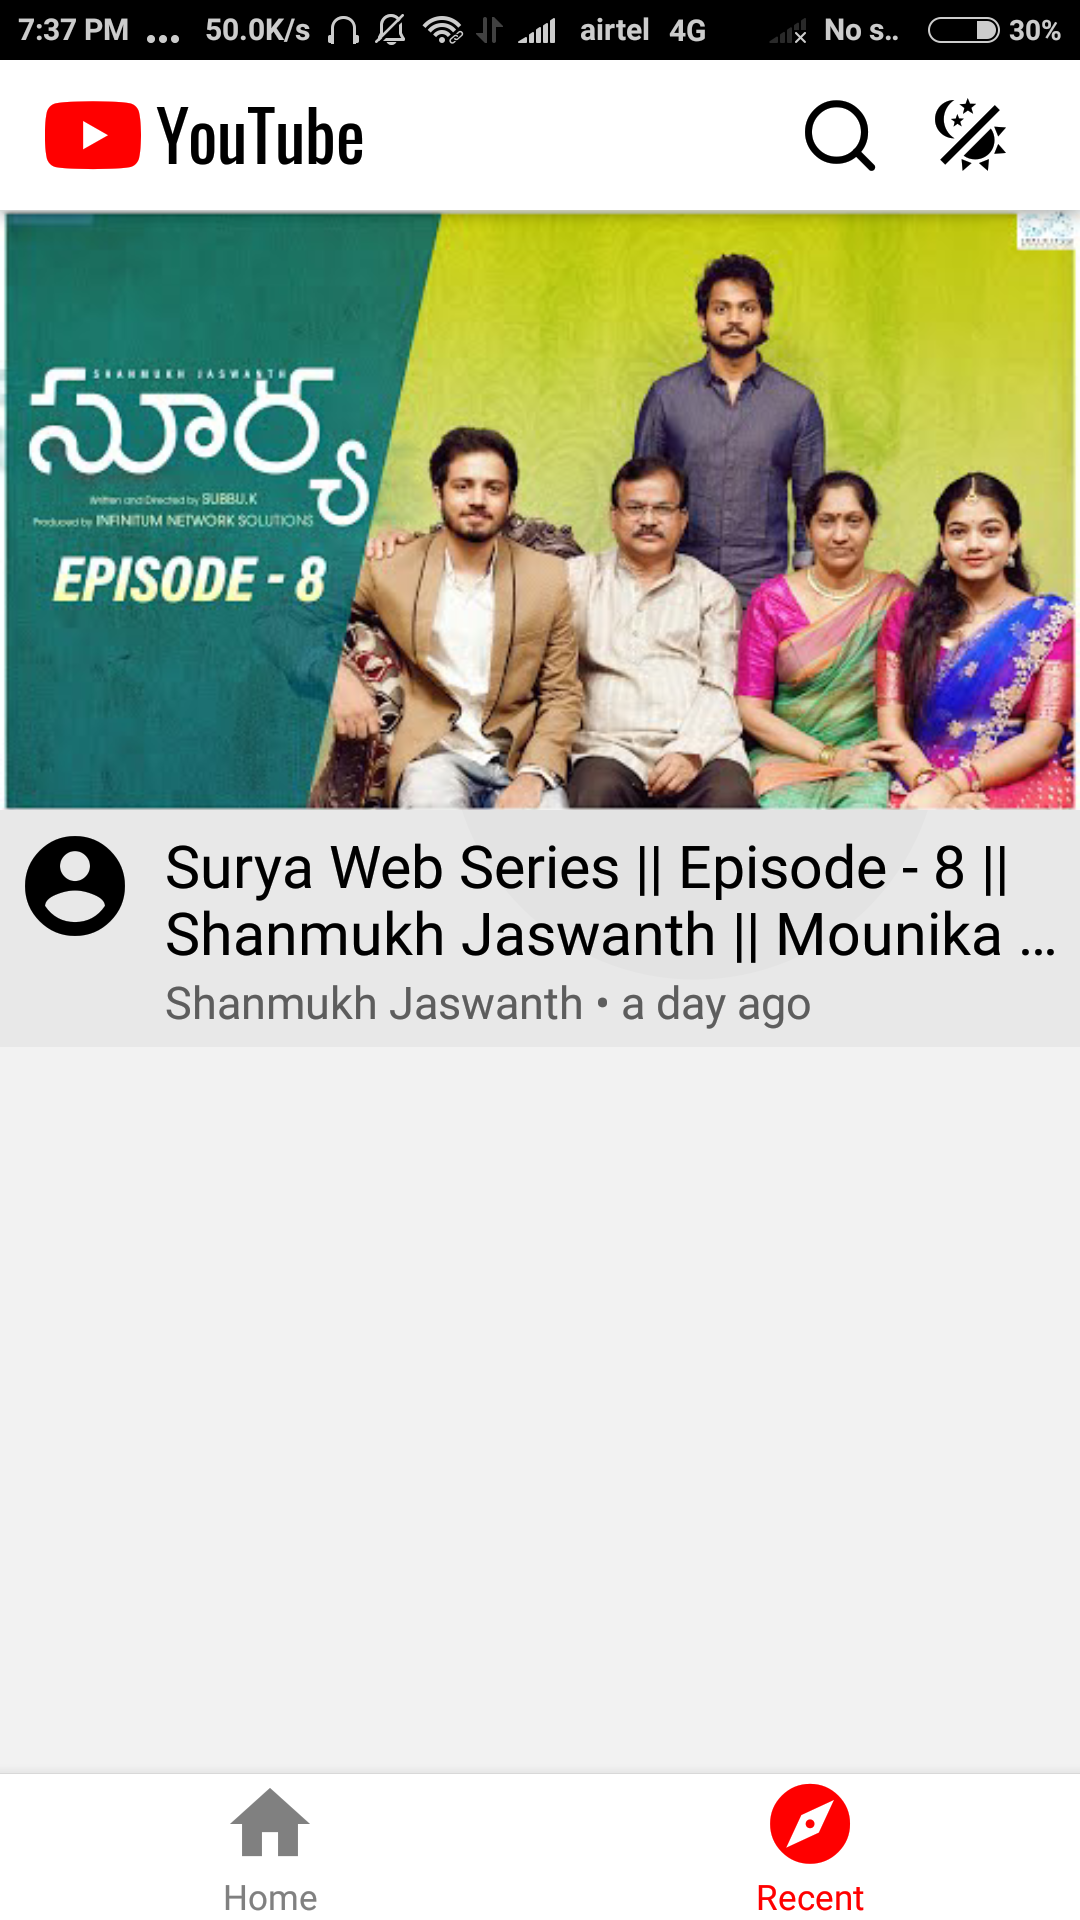 7:37 PM ... 50.0K/s airtel 4G No s.. 30%
YouTube
SHANMUKH JASWANTH
సూర్య
Written and Directed by SUBBU.K
Produced by INFINITUM NETWORK SOLUTIONS
EPISODE - 8
Surya Web Series || Episode - 8 ||
Shanmukh Jaswanth || Mounika ...
Shanmukh Jaswanth • a day ago
Home
Recent